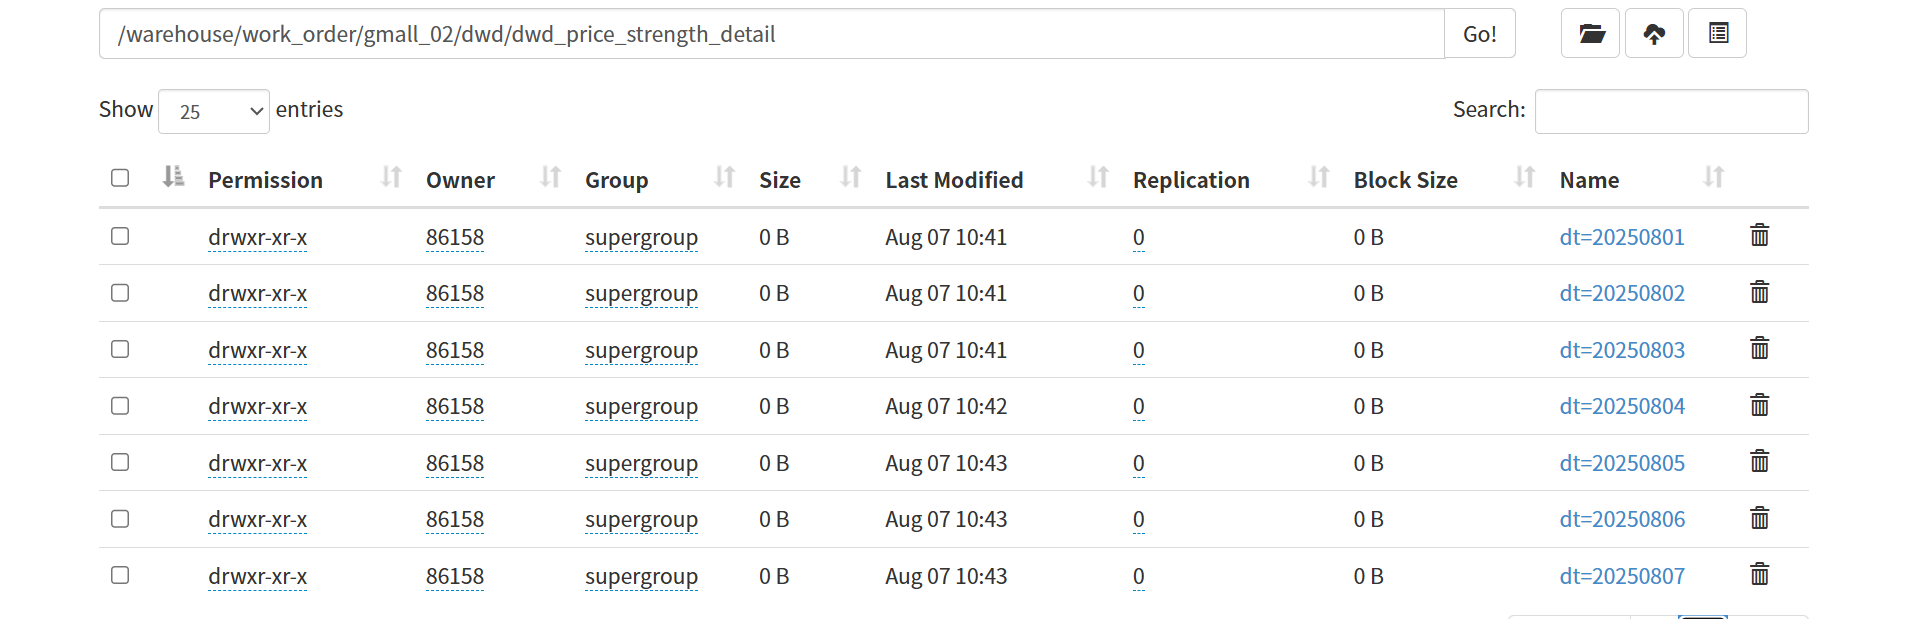 /warehouse/work_order/gmall_02/dwd/dwd_price_strength_detail Go!
Show 25 entries Search:
Permission Owner Group Size Last Modified Replication Block Size Name
drwxr-xr-x 86158 supergroup 0 B Aug 07 10:41 0 0 B dt=20250801
drwxr-xr-x 86158 supergroup 0 B Aug 07 10:41 0 0 B dt=20250802
drwxr-xr-x 86158 supergroup 0 B Aug 07 10:41 0 0 B dt=20250803
drwxr-xr-x 86158 supergroup 0 B Aug 07 10:42 0 0 B dt=20250804
drwxr-xr-x 86158 supergroup 0 B Aug 07 10:43 0 0 B dt=20250805
drwxr-xr-x 86158 supergroup 0 B Aug 07 10:43 0 0 B dt=20250806
drwxr-xr-x 86158 supergroup 0 B Aug 07 10:43 0 0 B dt=20250807